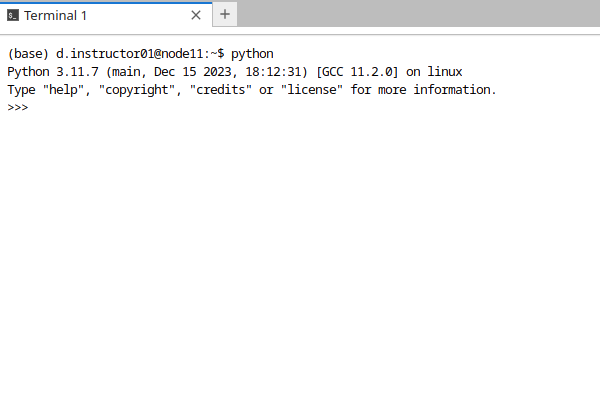 Terminal 1
(base) d.instructor01@node11:~$ python
Python 3.11.7 (main, Dec 15 2023, 18:12:31) [GCC 11.2.0] on linux
Type "help", "copyright", "credits" or "license" for more information.
>>>